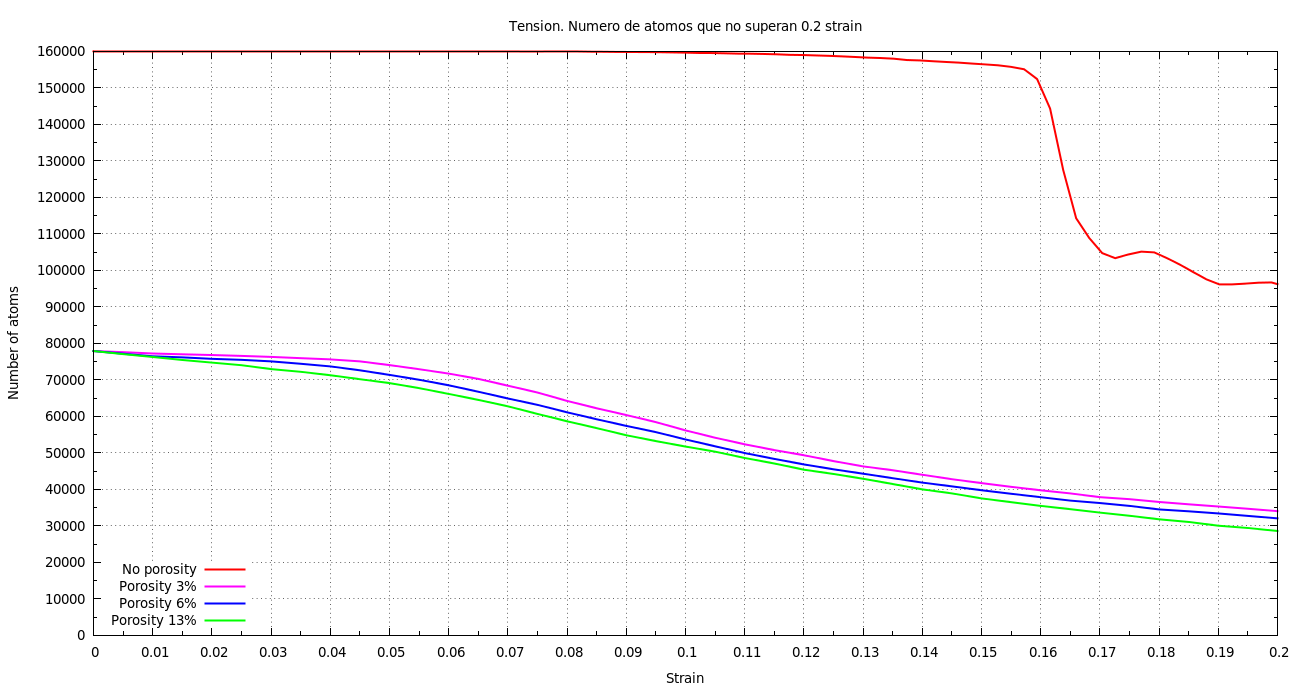 Tension. Numero de atomos que no superan 0.2 strain
160000
150000
140000
130000
120000
110000
100000
90000
80000
70000
60000
50000
40000
30000
20000
10000
0
Number of atoms
No porosity
Porosity 3%
Porosity 6%
Porosity 13%
0 0.01 0.02 0.03 0.04 0.05 0.06 0.07 0.08 0.09 0.1 0.11 0.12 0.13 0.14 0.15 0.16 0.17 0.18 0.19 0.2
Strain